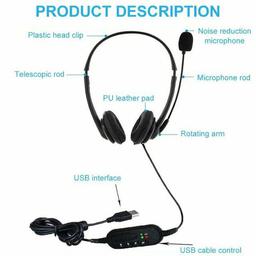 PRODUCT DESCRIPTION
Noise reduction
microphone
Plastic head clip
Telescopic rod
Microphone rod
PU leather pad
Rotating arm
USB interface
USB cable control